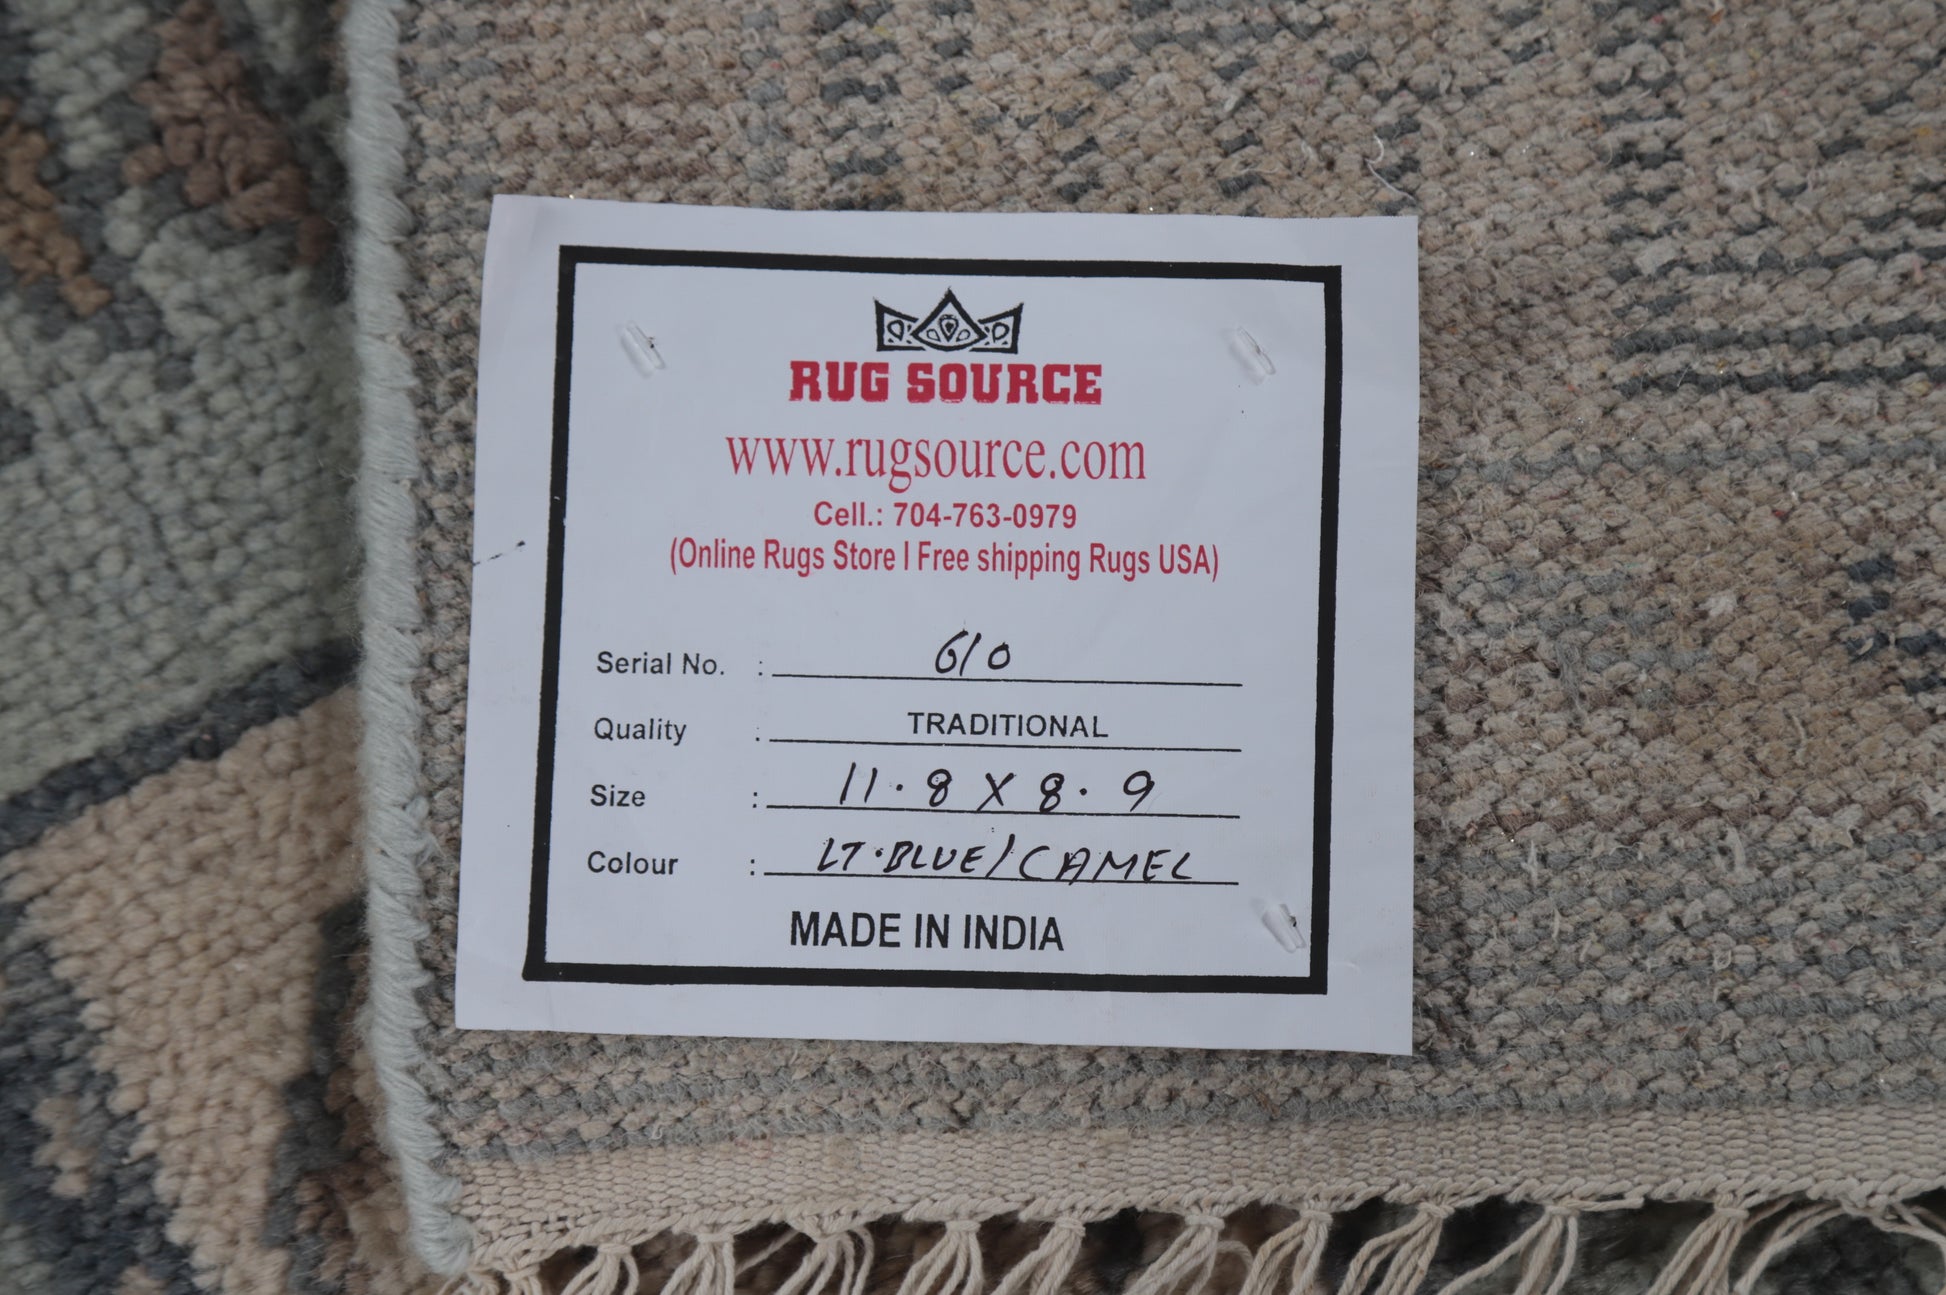 RUG SOURCE
www.rugsource.com
Cell.: 704-763-0979
(Online Rugs Store I Free shipping Rugs USA)
Serial No. : 610
Quality : TRADITIONAL
Size : 11.8 X 8.9
Colour : LT.BLUE/CAMEL
MADE IN INDIA